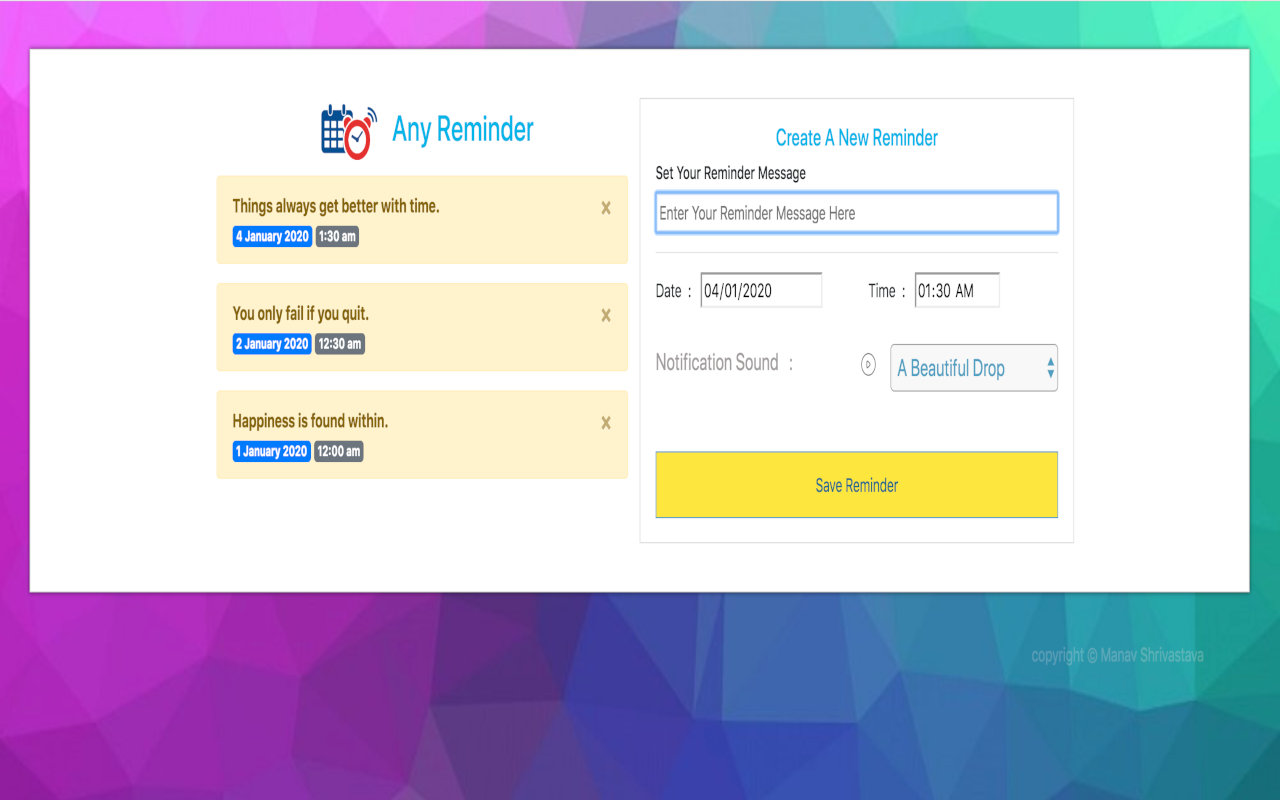 Any Reminder
Things always get better with time.
×
4 January 2020 1:30 am
You only fail if you quit.
×
2 January 2020 12:30 am
Happiness is found within.
×
1 January 2020 12:00 am
Create A New Reminder
Set Your Reminder Message
Enter Your Reminder Message Here
Date : 04/01/2020 Time : 01:30 AM
Notification Sound : A Beautiful Drop
Save Reminder
copyright © Manav Shrivastava